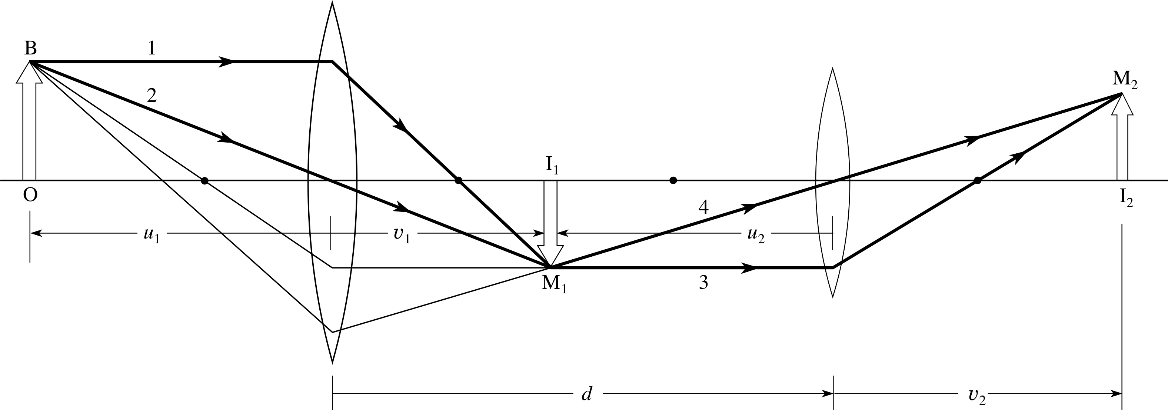 B
1
2
O
I₁
u₁
v₁
u₂
4
3
M₁
M₂
I₂
d
v₂